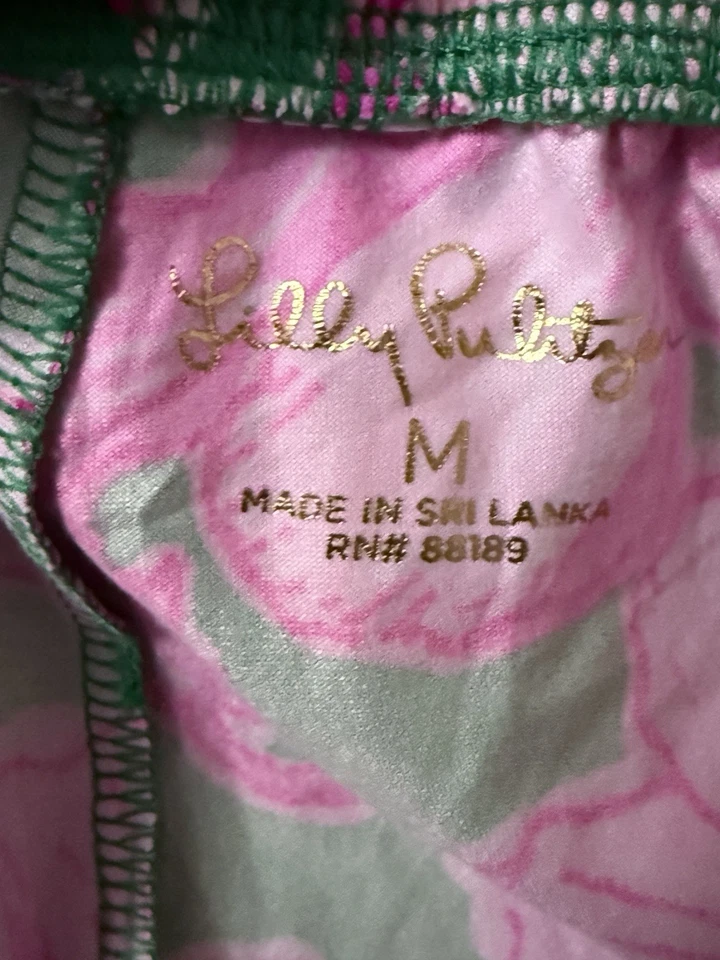 Lilly Pulitzer
M
MADE IN SRI LANKA
RN# 88189